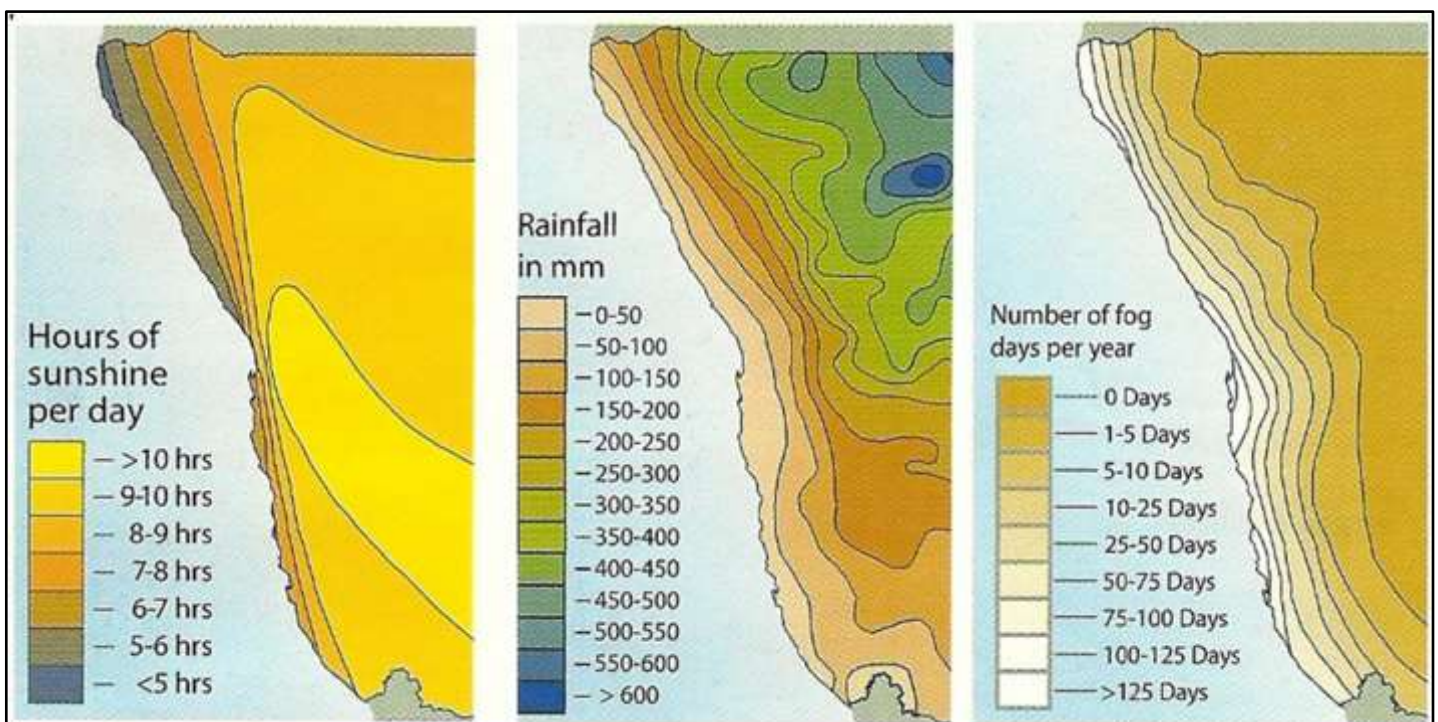 Hours of
sunshine
per day
>10 hrs
9-10 hrs
8-9 hrs
7-8 hrs
6-7 hrs
5-6 hrs
<5 hrs
Rainfall
in mm
0-50
50-100
100-150
150-200
200-250
250-300
300-350
350-400
400-450
450-500
500-550
550-600
> 600
Number of fog
days per year
0 Days
1-5 Days
5-10 Days
10-25 Days
25-50 Days
50-75 Days
75-100 Days
100-125 Days
>125 Days